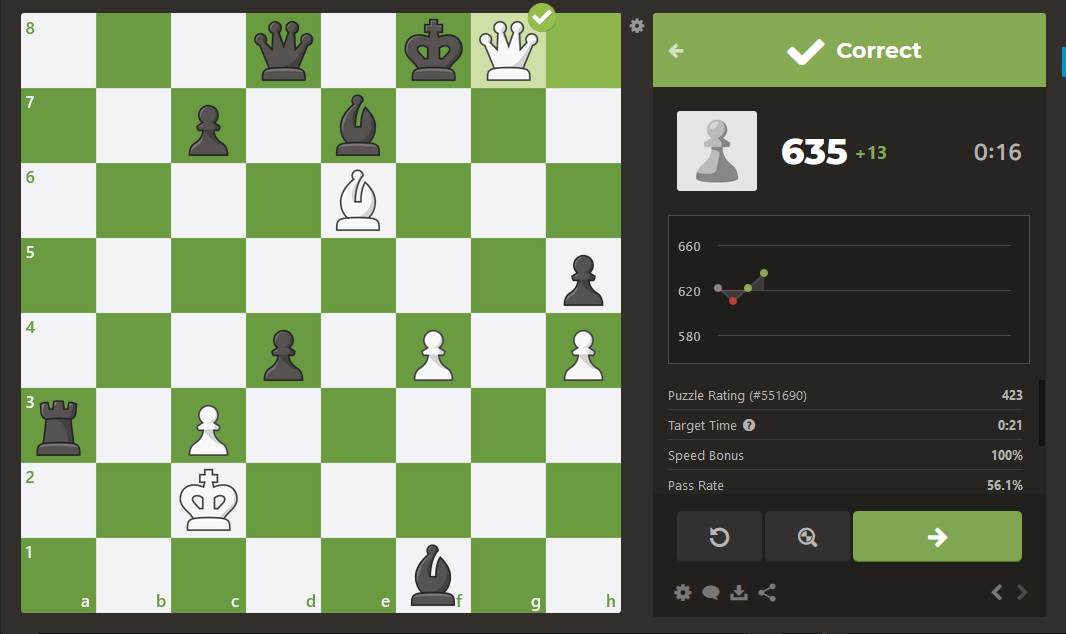 8
7
6
5
4
3
2
1
a b c d e f g h
Correct
635 +13 0:16
660
620
580
Puzzle Rating (#551690) 423
Target Time ? 0:21
Speed Bonus 100%
Pass Rate 56.1%